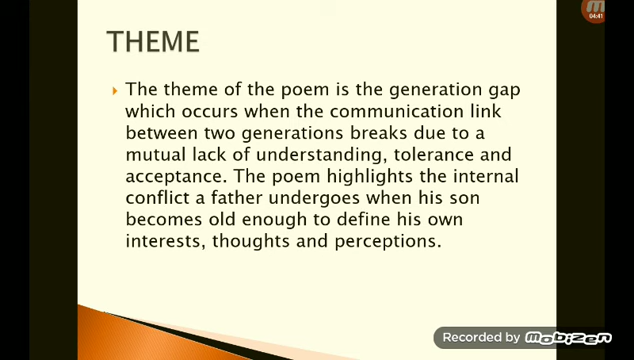 04:41
THEME
The theme of the poem is the generation gap
which occurs when the communication link
between two generations breaks due to a
mutual lack of understanding, tolerance and
acceptance. The poem highlights the internal
conflict a father undergoes when his son
becomes old enough to define his own
interests, thoughts and perceptions.
Recorded by Mobizen